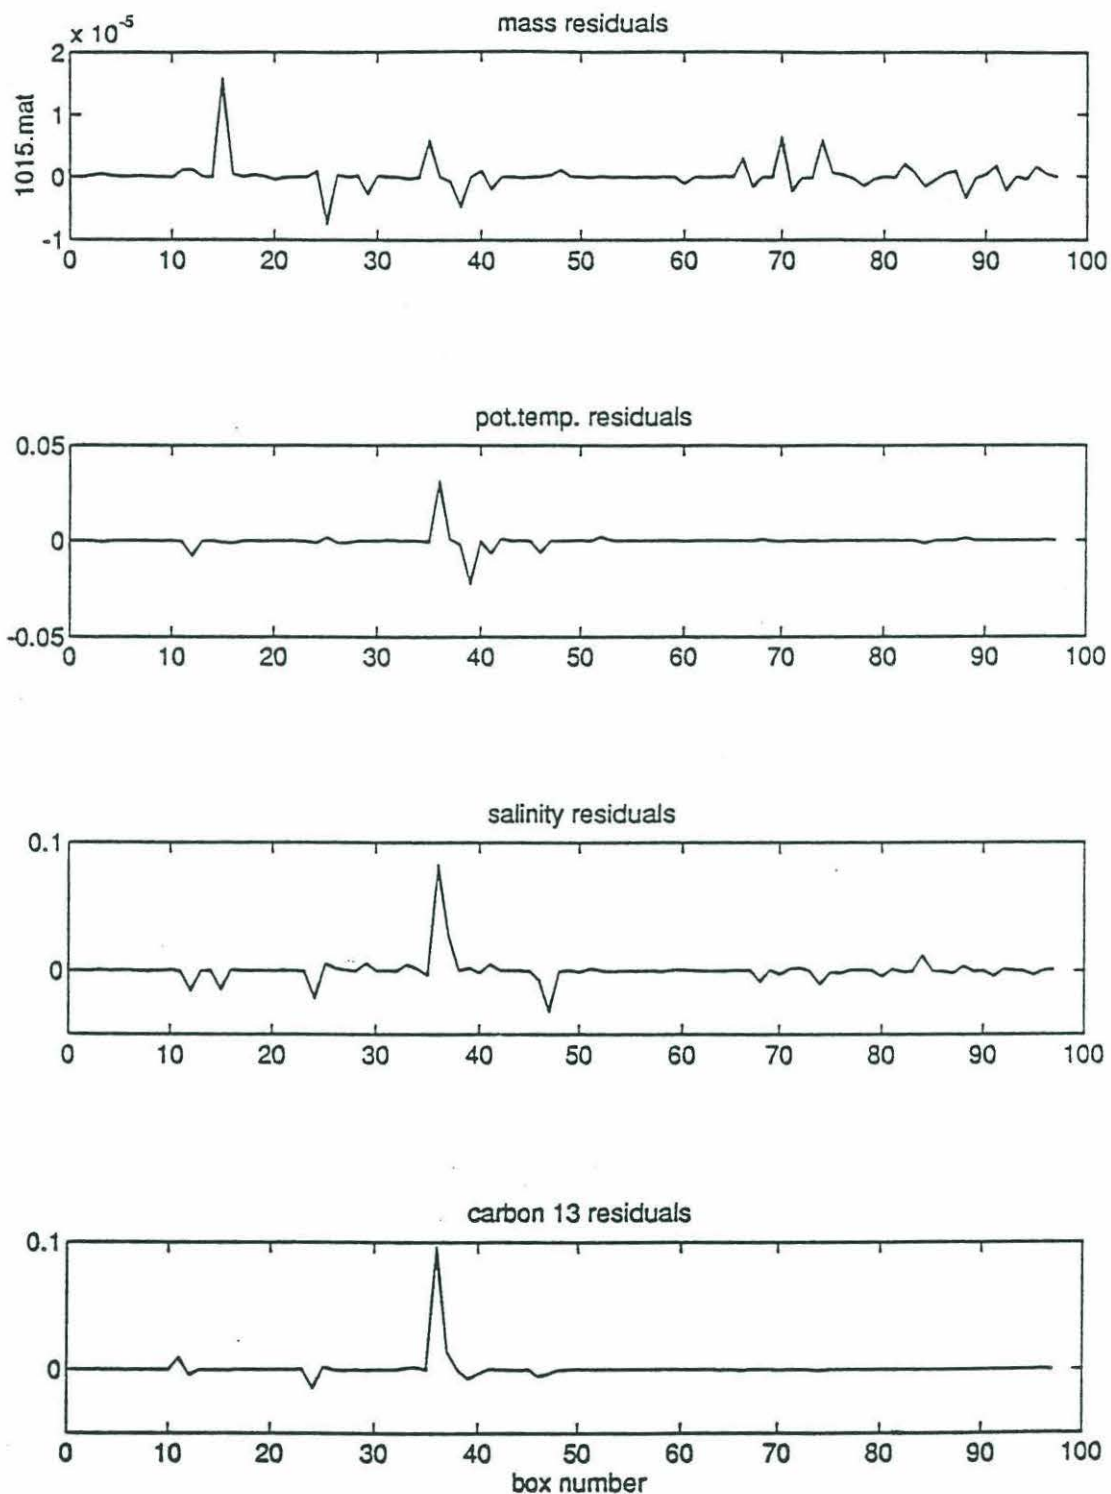 mass residuals
x 10^-5
2
1
0
-1
1015.mat
0 10 20 30 40 50 60 70 80 90 100
pot.temp. residuals
0.05
0
-0.05
0 10 20 30 40 50 60 70 80 90 100
salinity residuals
0.1
0
0 10 20 30 40 50 60 70 80 90 100
carbon 13 residuals
0.1
0
0 10 20 30 40 50 60 70 80 90 100
box number